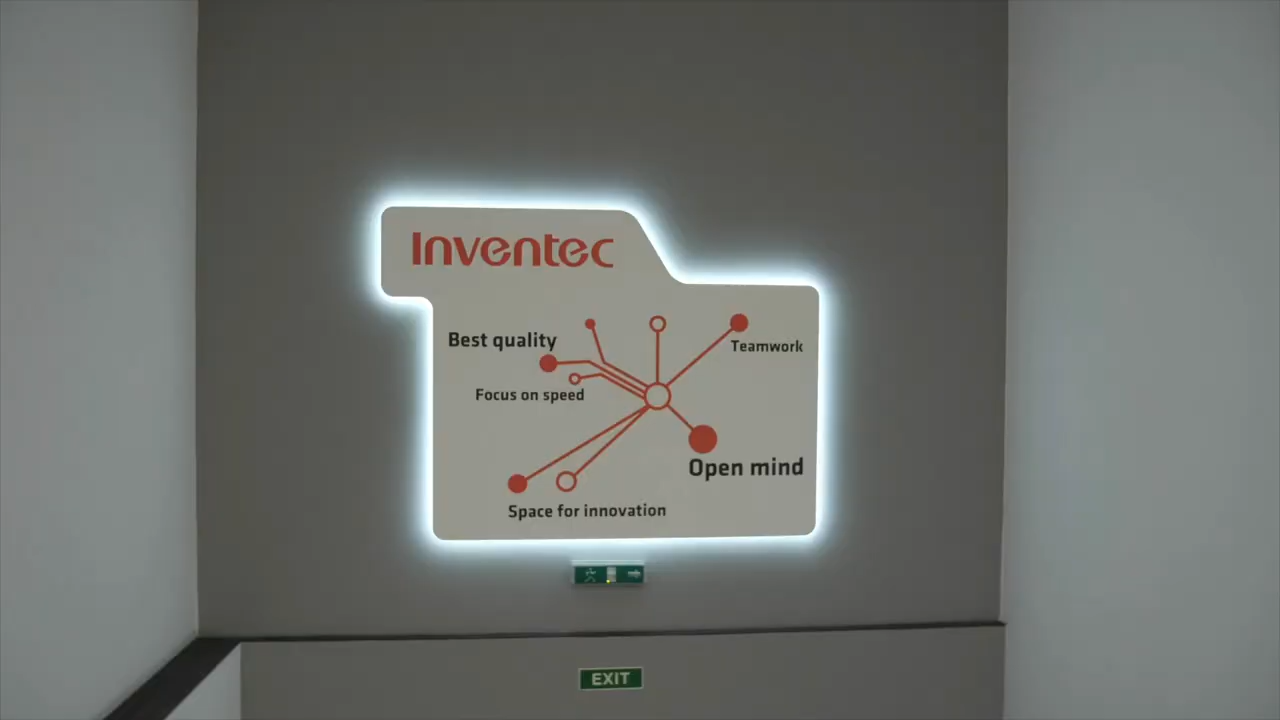 Inventec
Best quality
Teamwork
Focus on speed
Open mind
Space for innovation
EXIT